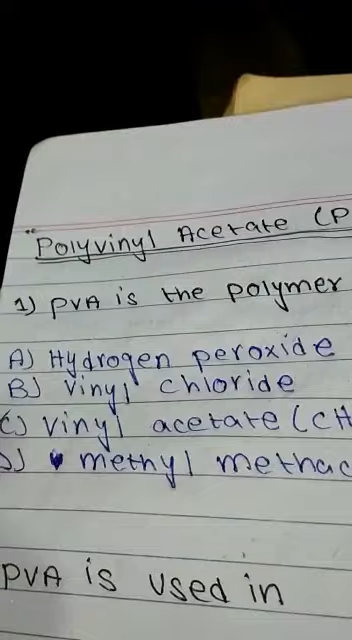 Polyvinyl Acetate (P
1) PVA is the polymer
A) Hydrogen peroxide
B) Vinyl chloride
C) Vinyl acetate (CH
D) methyl methac
PVA is used in